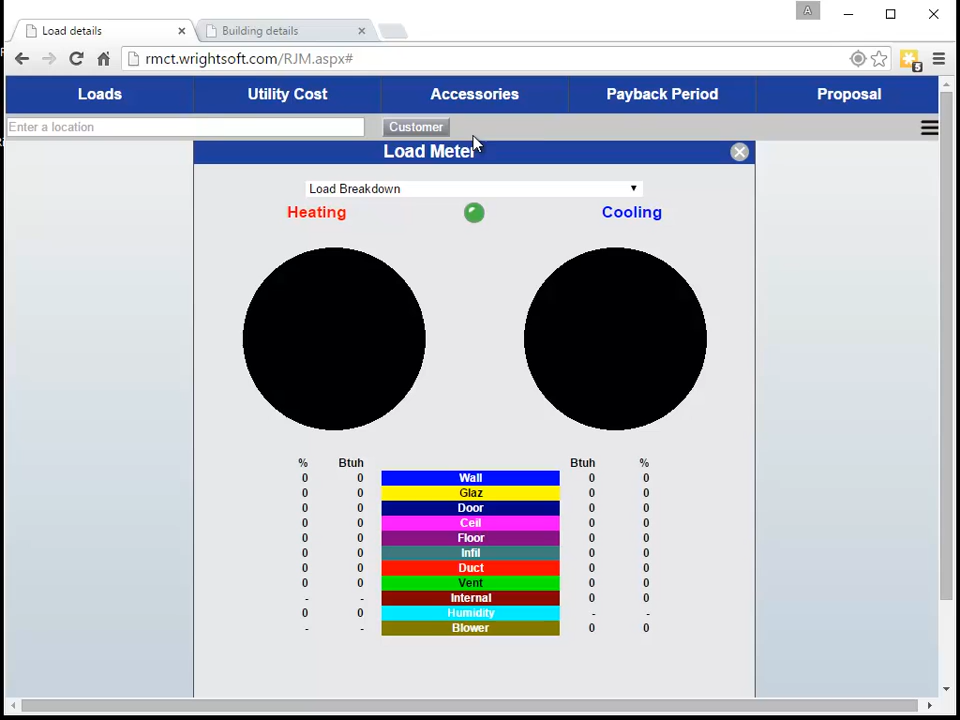 A
Load details
Building details
rmct.wrightsoft.com/RJM.aspx#
5
Loads Utility Cost Accessories Payback Period Proposal
Enter a location Customer
Load Meter
Load Breakdown
Heating Cooling
% Btuh Btuh %
0 0 Wall 0 0
0 0 Glaz 0 0
0 0 Door 0 0
0 0 Ceil 0 0
0 0 Floor 0 0
0 0 Infil 0 0
0 0 Duct 0 0
0 0 Vent 0 0
- - Internal 0 0
0 0 Humidity - -
- - Blower 0 0